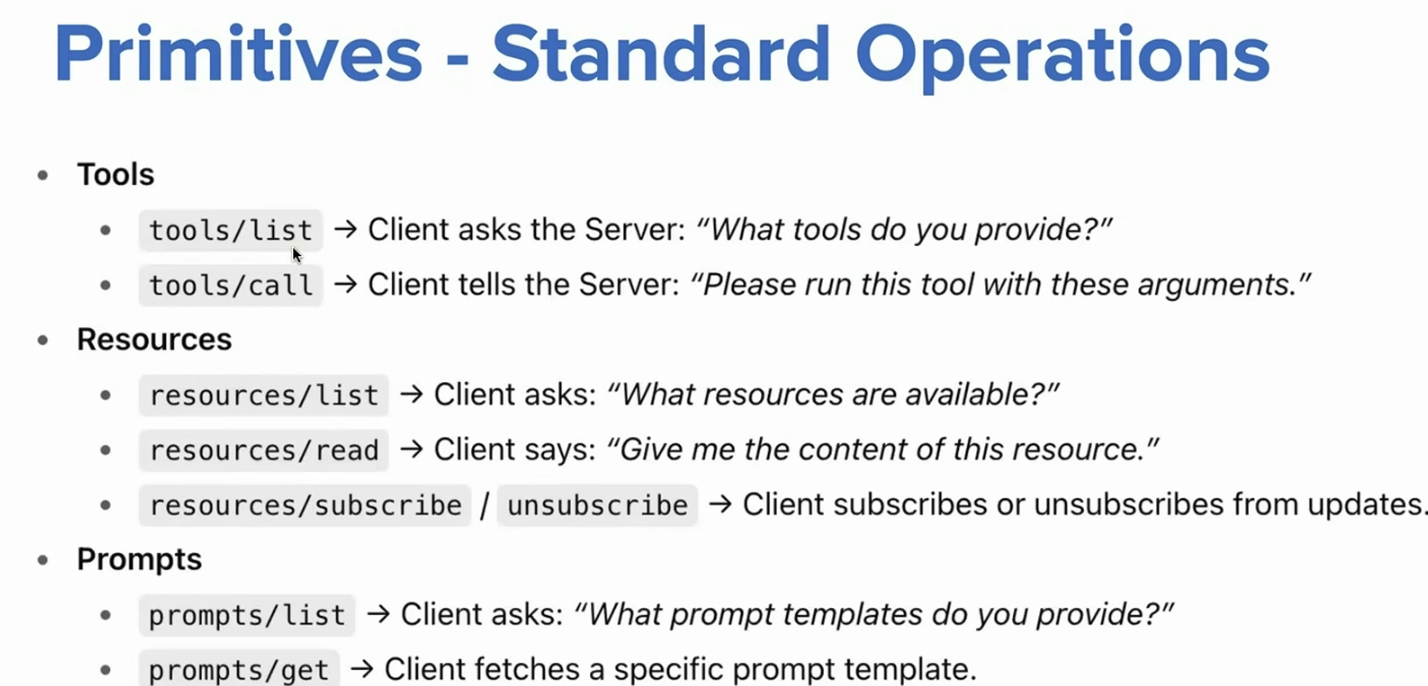 Primitives - Standard Operations
• Tools
• tools/list → Client asks the Server: “What tools do you provide?”
• tools/call → Client tells the Server: “Please run this tool with these arguments.”
• Resources
• resources/list → Client asks: “What resources are available?”
• resources/read → Client says: “Give me the content of this resource.”
• resources/subscribe / unsubscribe → Client subscribes or unsubscribes from updates.
• Prompts
• prompts/list → Client asks: “What prompt templates do you provide?”
• prompts/get → Client fetches a specific prompt template.